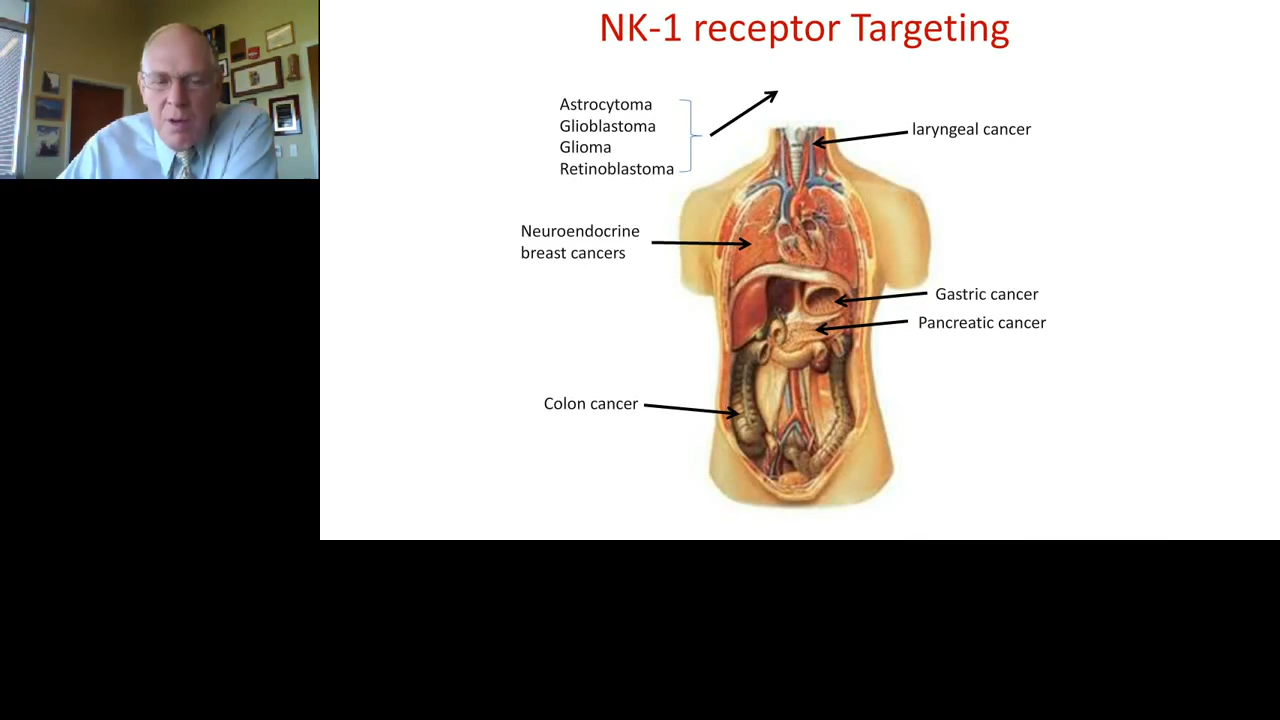 NK-1 receptor Targeting
Astrocytoma
Glioblastoma
Glioma
Retinoblastoma
laryngeal cancer
Neuroendocrine
breast cancers
Gastric cancer
Pancreatic cancer
Colon cancer